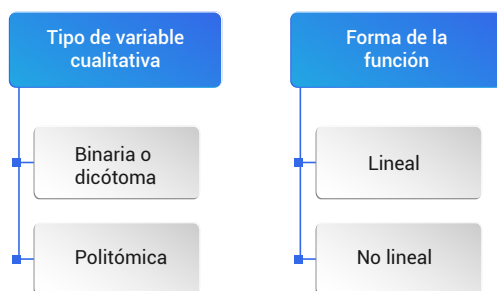 Tipo de variable
cualitativa
Binaria o
dicótoma
Politómica
Forma de la
función
Lineal
No lineal